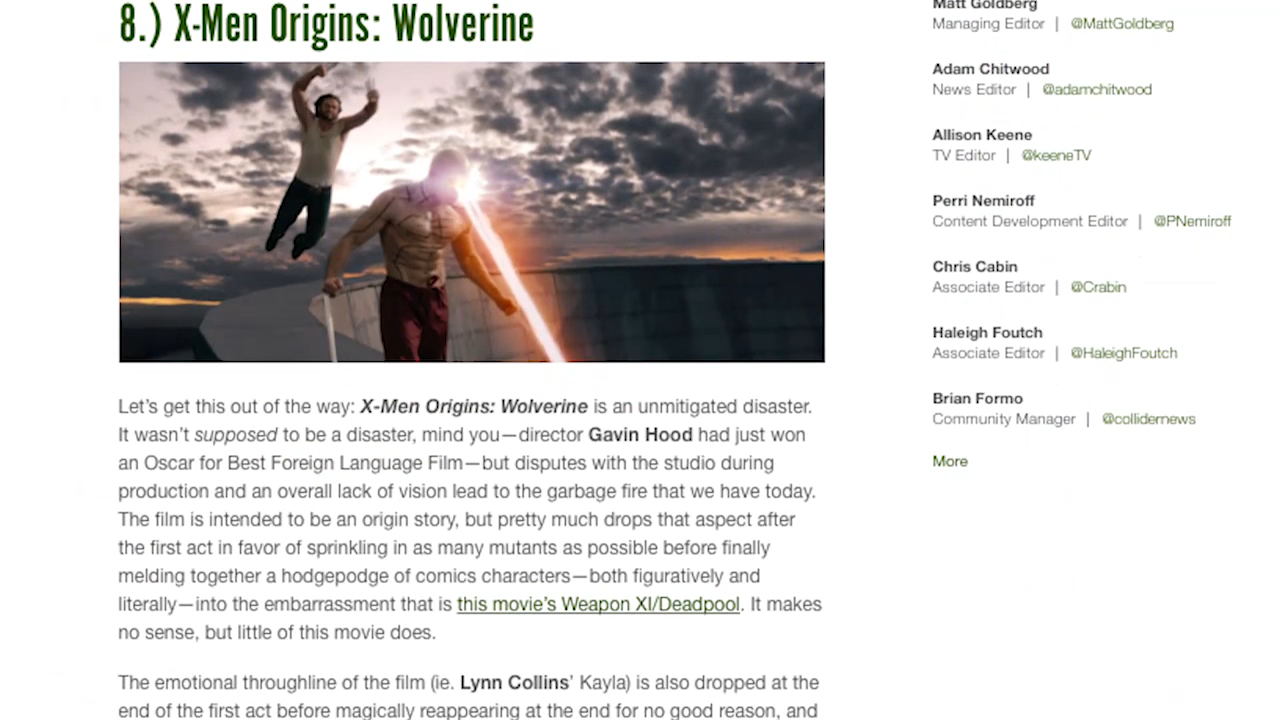 8.) X-Men Origins: Wolverine
Let's get this out of the way: X-Men Origins: Wolverine is an unmitigated disaster.
It wasn't supposed to be a disaster, mind you—director Gavin Hood had just won
an Oscar for Best Foreign Language Film—but disputes with the studio during
production and an overall lack of vision lead to the garbage fire that we have today.
The film is intended to be an origin story, but pretty much drops that aspect after
the first act in favor of sprinkling in as many mutants as possible before finally
melding together a hodgepodge of comics characters—both figuratively and
literally—into the embarrassment that is this movie's Weapon XI/Deadpool. It makes
no sense, but little of this movie does.
The emotional throughline of the film (ie. Lynn Collins' Kayla) is also dropped at the
end of the first act before magically reappearing at the end for no good reason, and
Matt Goldberg
Managing Editor | @MattGoldberg
Adam Chitwood
News Editor | @adamchitwood
Allison Keene
TV Editor | @keeneTV
Perri Nemiroff
Content Development Editor | @PNemiroff
Chris Cabin
Associate Editor | @Crabin
Haleigh Foutch
Associate Editor | @HaleighFoutch
Brian Formo
Community Manager | @collidernews
More